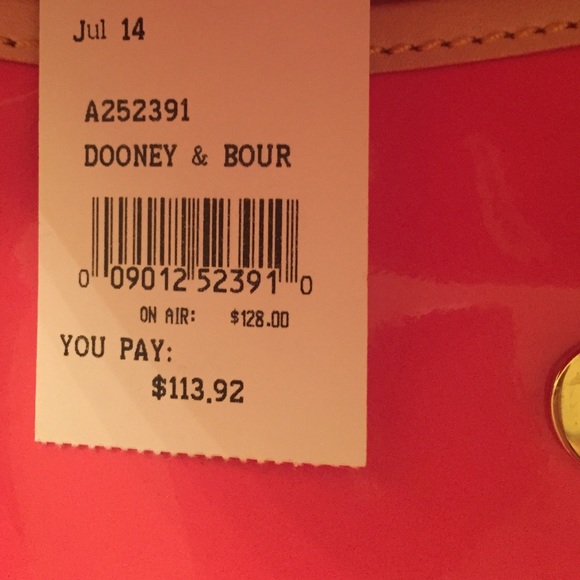 Jul 14
A252391
DOONEY & BOUR
0 09012 52391 0
ON AIR: $128.00
YOU PAY:
$113.92